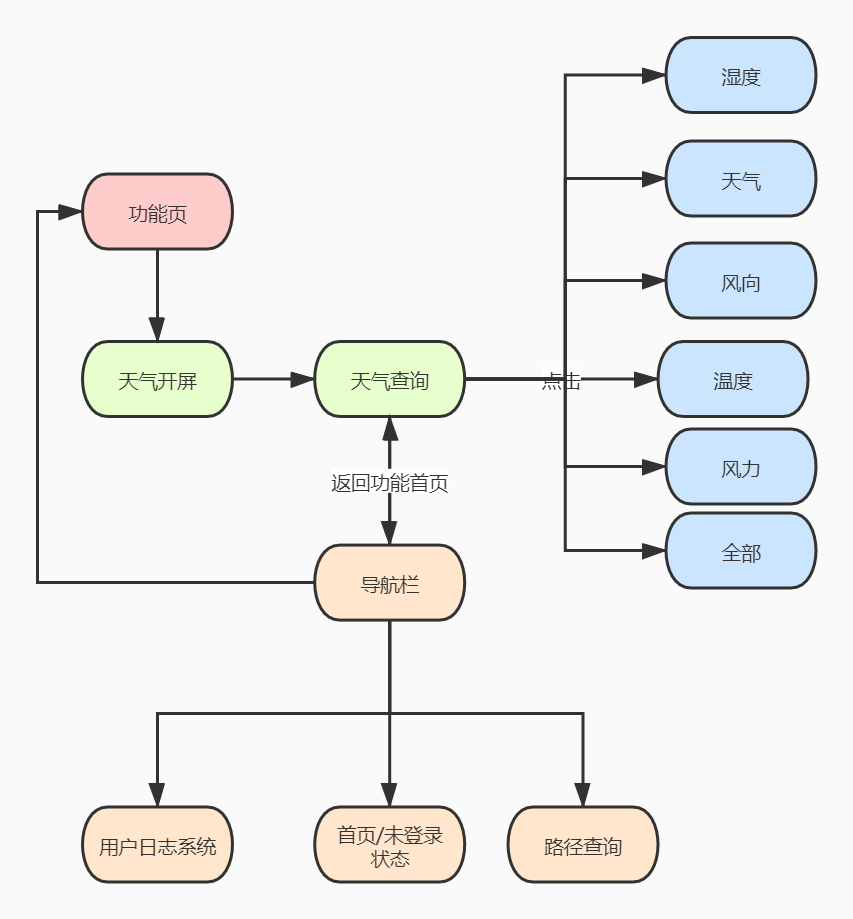 湿度
天气
功能页
风向
天气开屏
天气查询
点击
温度
风力
返回功能首页
全部
导航栏
用户日志系统
首页/未登录
状态
路径查询